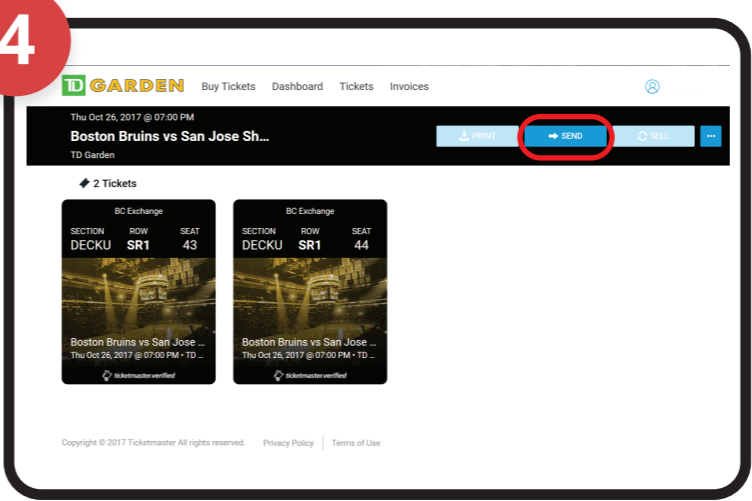 4
TD GARDEN Buy Tickets Dashboard Tickets Invoices
Thu Oct 26, 2017 @ 07:00 PM
Boston Bruins vs San Jose Sh...
TD Garden
PRINT SEND SELL ...
2 Tickets
BC Exchange
SECTION ROW SEAT
DECKU SR1 43
Boston Bruins vs San Jose ...
Thu Oct 26, 2017 @ 07:00 PM • TD ...
ticketmaster verified
BC Exchange
SECTION ROW SEAT
DECKU SR1 44
Boston Bruins vs San Jose ...
Thu Oct 26, 2017 @ 07:00 PM • TD ...
ticketmaster verified
Copyright © 2017 Ticketmaster All rights reserved. Privacy Policy Terms of Use